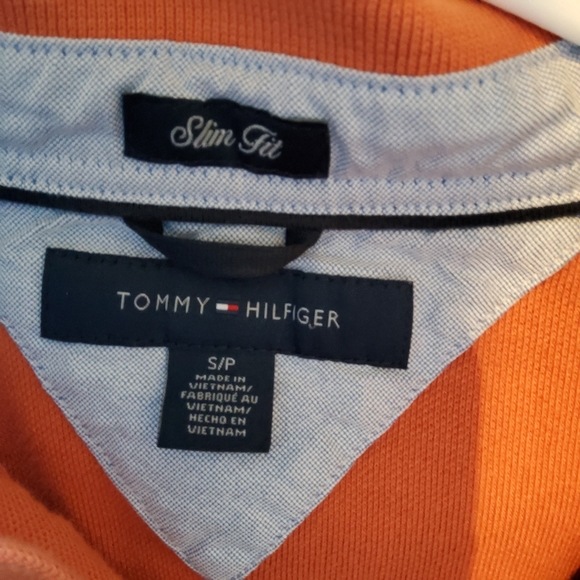 Slim Fit
TOMMY HILFIGER
S/P
MADE IN
VIETNAM/
FABRIQUÉ AU
VIETNAM/
HECHO EN
VIETNAM